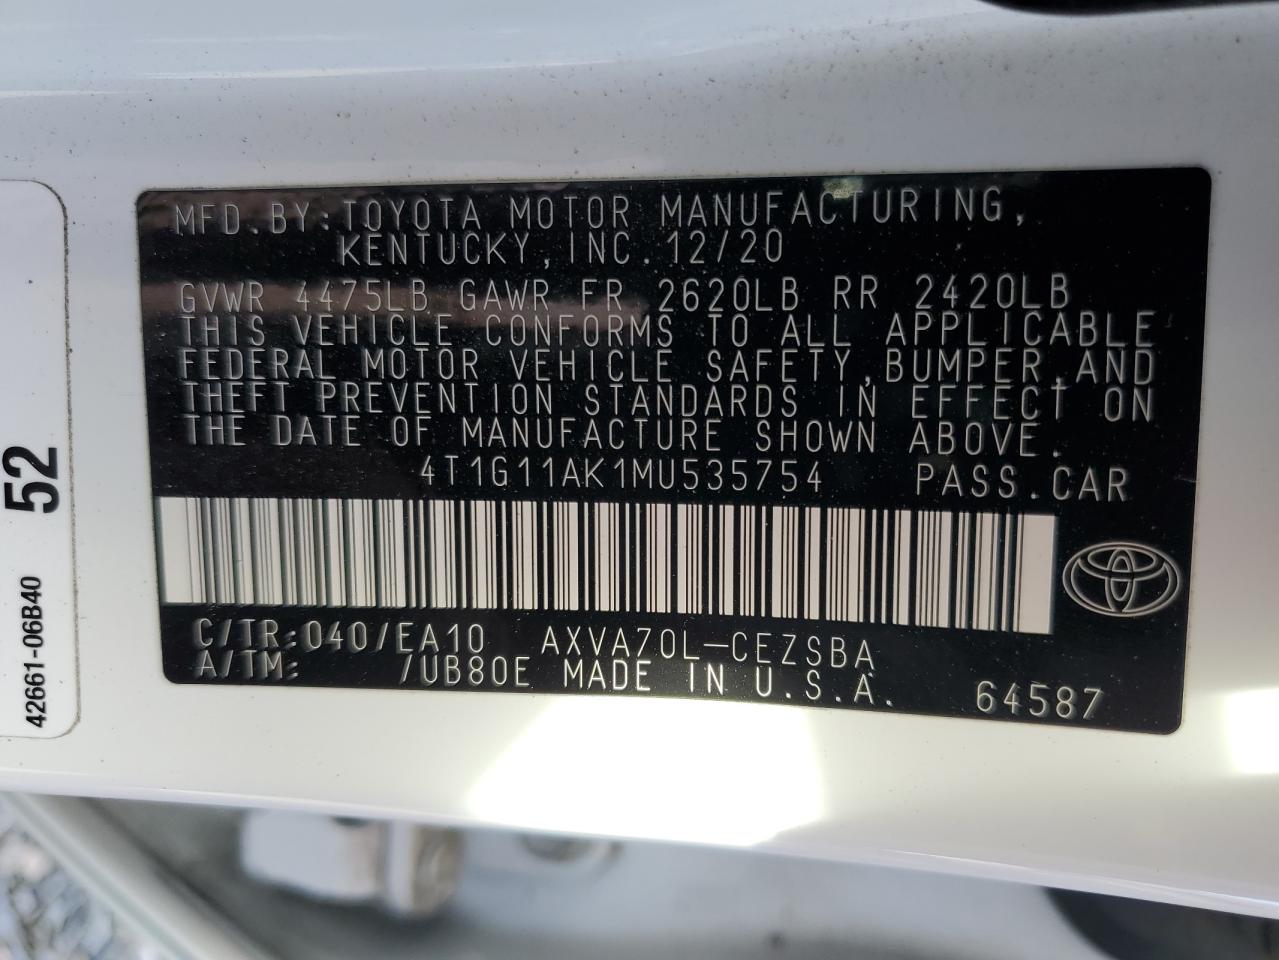 MFD.BY:TOYOTA MOTOR MANUFACTURING,
KENTUCKY,INC.12/20
GVWR 4475LB GAWR FR 2620LB RR 2420LB
THIS VEHICLE CONFORMS TO ALL APPLICABLE
FEDERAL MOTOR VEHICLE SAFETY,BUMPER,AND
THEFT PREVENTION STANDARDS IN EFFECT ON
THE DATE OF MANUFACTURE SHOWN ABOVE.
4T1G11AK1MU535754 PASS.CAR
C/TR:040/EA10 AXVA70L-CEZSBA
A/TM: /UB80E MADE IN U.S.A. 64587
52
42661-06B40